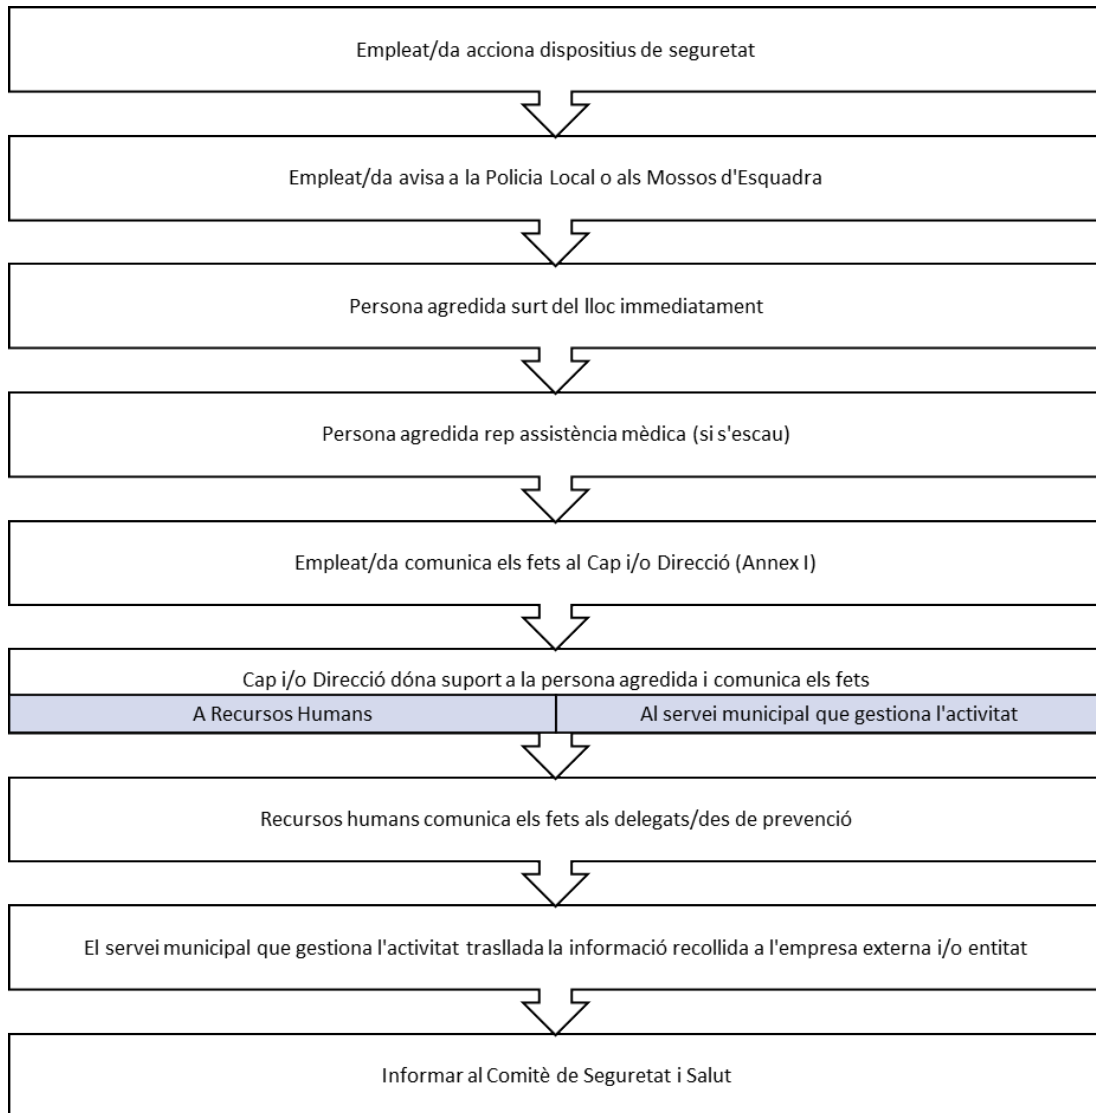 Empleat/da acciona dispositius de seguretat
Empleat/da avisa a la Policia Local o als Mossos d'Esquadra
Persona agredida surt del lloc immediatament
Persona agredida rep assistència mèdica (si s'escau)
Empleat/da comunica els fets al Cap i/o Direcció (Annex I)
Cap i/o Direcció dóna suport a la persona agredida i comunica els fets
A Recursos Humans
Al servei municipal que gestiona l'activitat
Recursos humans comunica els fets als delegats/des de prevenció
El servei municipal que gestiona l'activitat trasllada la informació recollida a l'empresa externa i/o entitat
Informar al Comitè de Seguretat i Salut